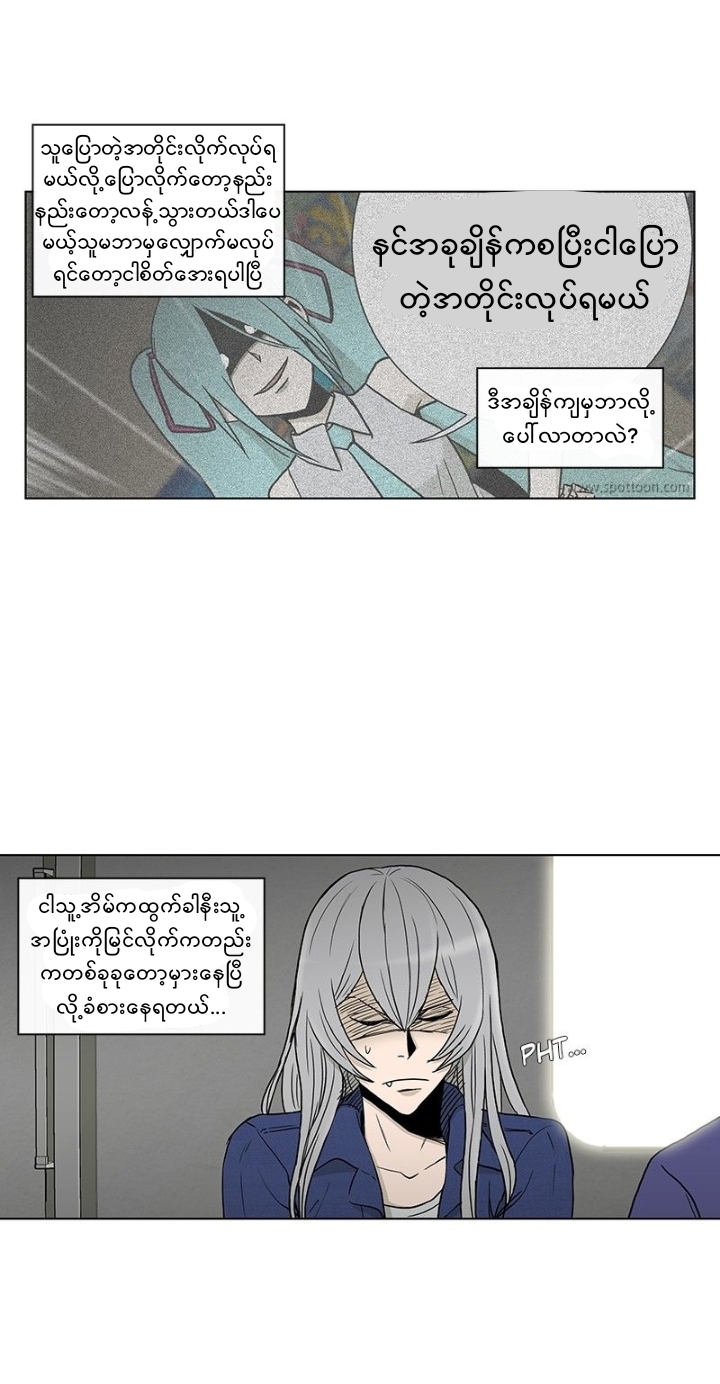 သူပြောတဲ့အတိုင်းလိုက်လုပ်ရ
မယ်လို့ပြောလိုက်တော့နည်း
နည်းတော့လန့်သွားတယ်ဒါပေ
မယ့်သူမဘာမှလျှောက်မလုပ်
ရင်တော့ငါစိတ်အေးရပါပြီ
နင်အခုချိန်ကစပြီးငါပြော
တဲ့အတိုင်းလုပ်ရမယ်
ဒီအချိန်ကျမှဘာလို့
ပေါ်လာတာလဲ?
www.spottoon.com
ငါသူ့အိမ်ကထွက်ခါနီးသူ့
အပြုံးကိုမြင်လိုက်ကတည်း
ကတစ်ခုခုတော့မှားနေပြီ
လို့ခံစားနေရတယ်...
PHT...